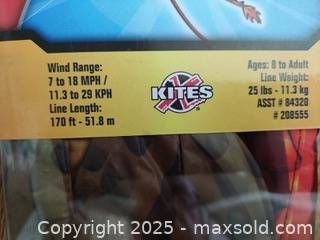 Wind Range:
7 to 18 MPH /
11.3 to 29 KPH
Line Length:
170 ft - 51.8 m
X KITES
®
Ages: 8 to Adult
Line Weight:
25 lbs - 11.3 kg
ASST # 84320
# 208555
Copyright 2025 - maxsold.com